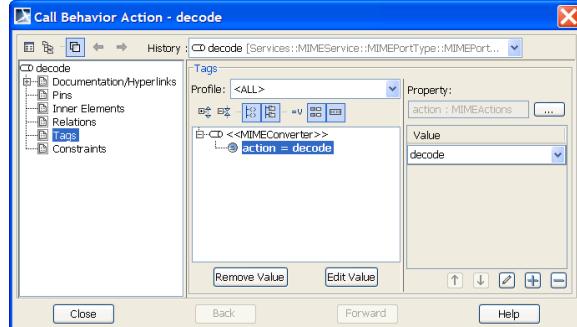 Call Behavior Action - decode
History : decode [Services::MIMEService::MIMEPortType::MIMEPort...
decode
Documentation/Hyperlinks
Pins
Inner Elements
Relations
Tags
Constraints
Tags
Profile: <ALL>
<<MIMEConverter>>
action = decode
Remove Value Edit Value
Property:
action : MIMEActions ...
Value
decode
Close Back Forward Help